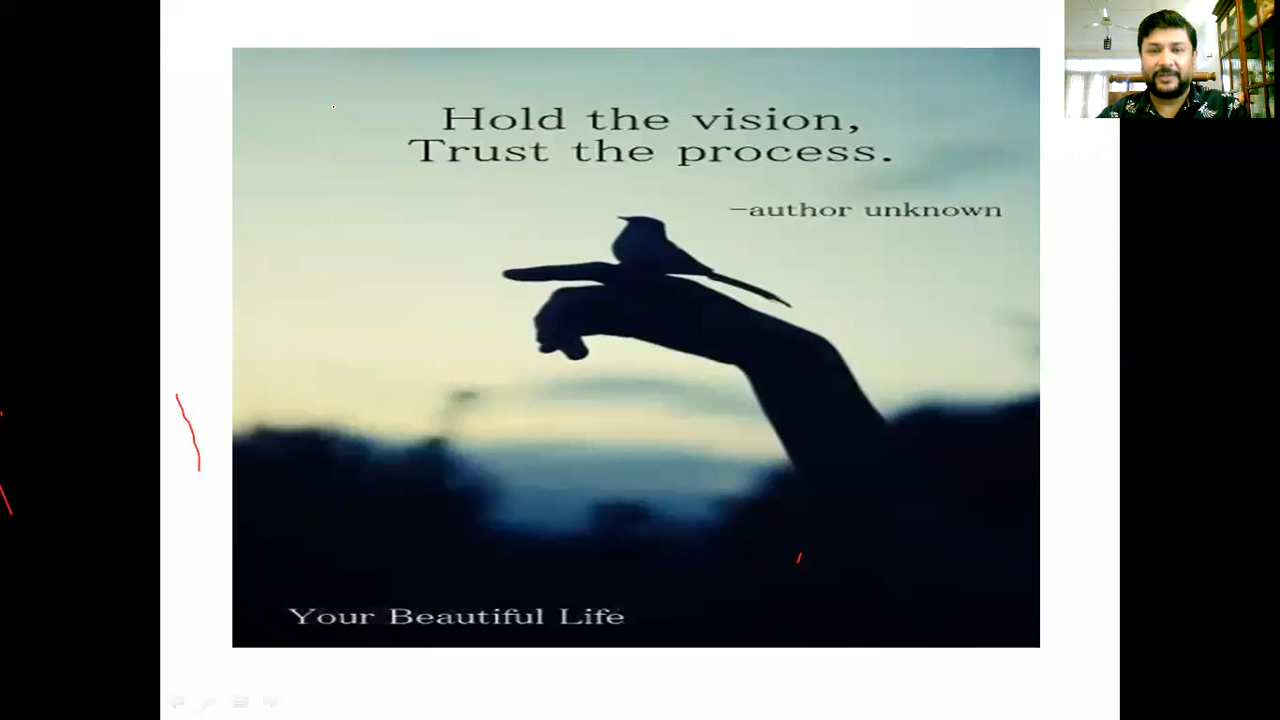 Hold the vision,
Trust the process.
—author unknown
Your Beautiful Life